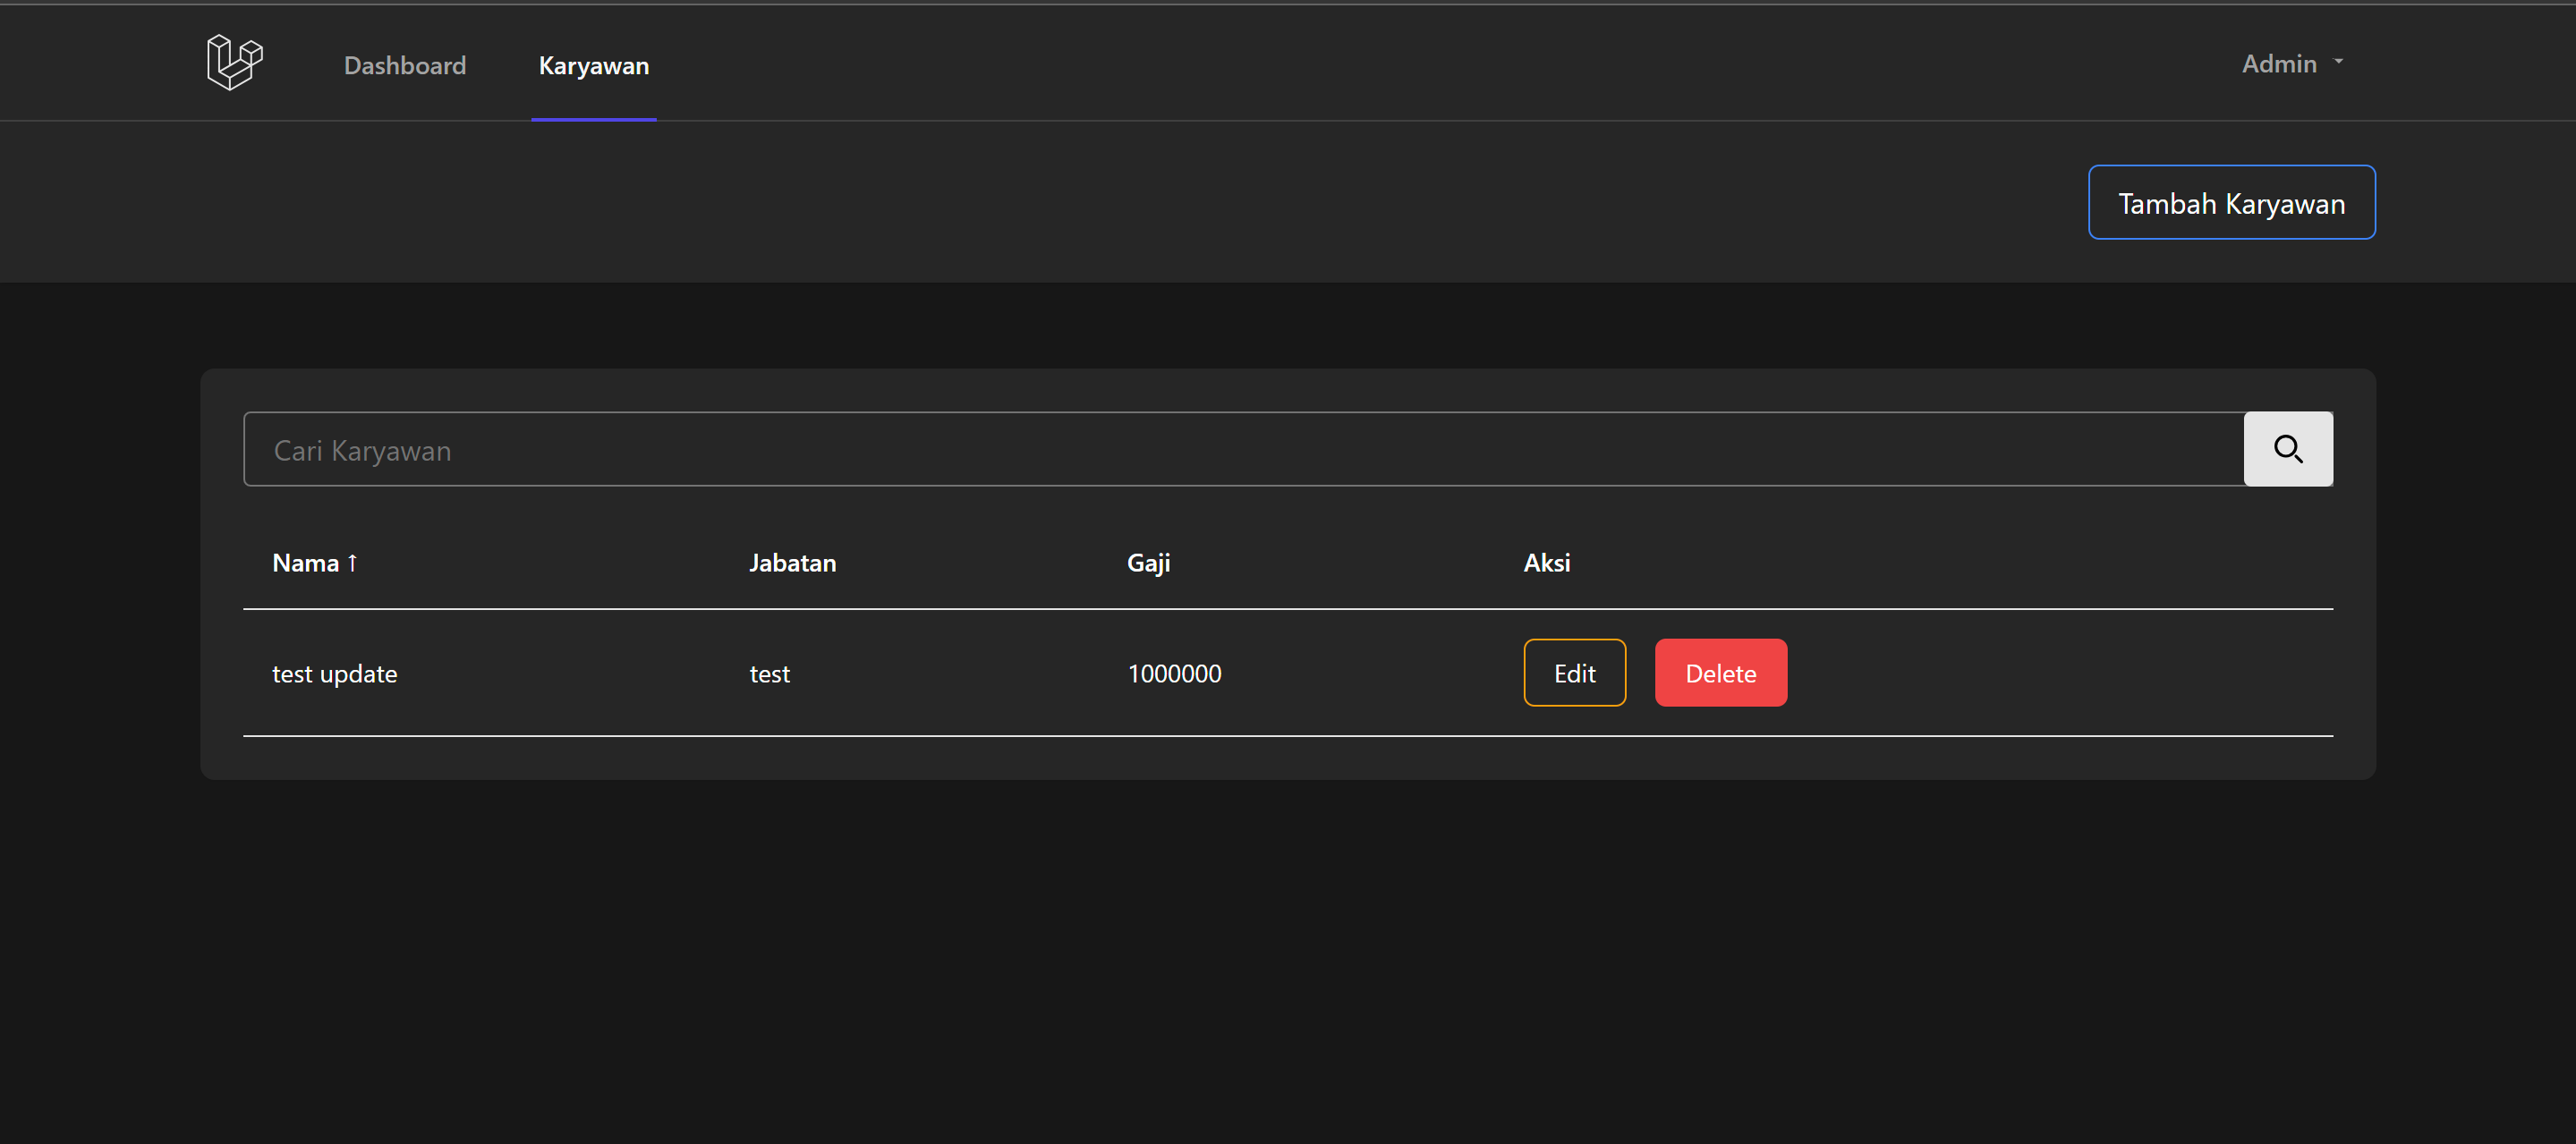 Dashboard Karyawan Admin
Tambah Karyawan
Cari Karyawan
Nama ↑ Jabatan Gaji Aksi
test update test 1000000 Edit Delete